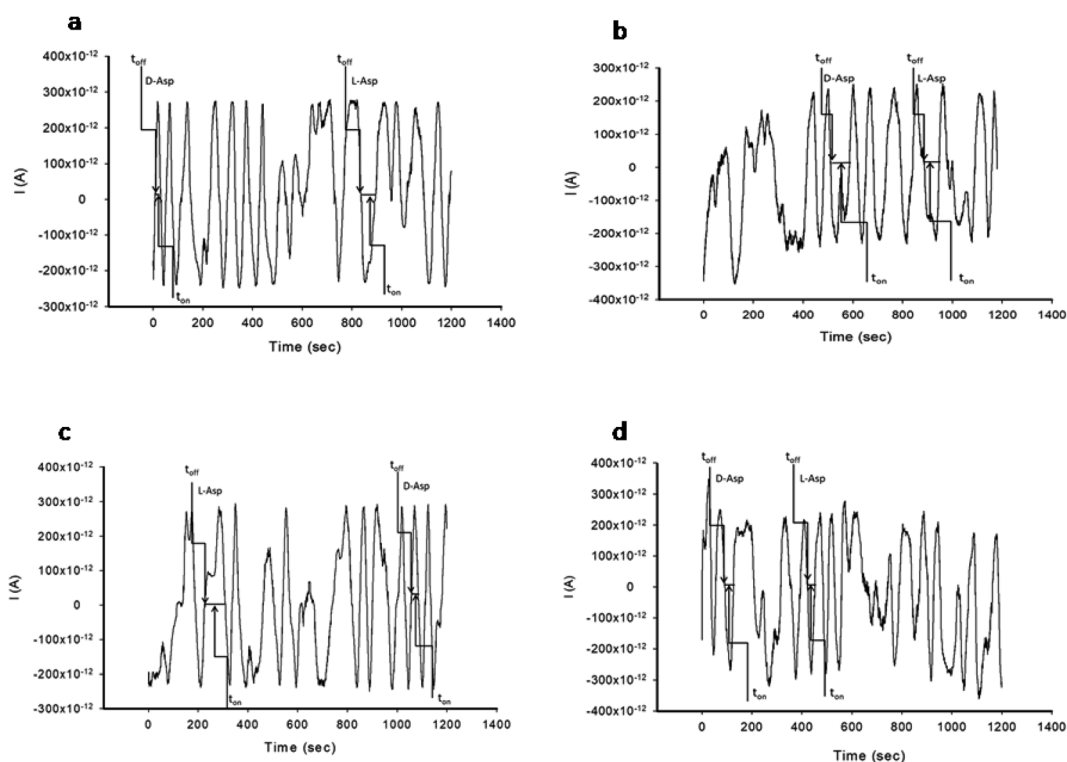 a
400x10⁻¹²
300x10⁻¹²
200x10⁻¹²
100x10⁻¹²
0
-100x10⁻¹²
-200x10⁻¹²
-300x10⁻¹²
I (A)
t_off
D-Asp
t_off
L-Asp
t_on
t_on
0 200 400 600 800 1000 1200 1400
Time (sec)
b
300x10⁻¹²
200x10⁻¹²
100x10⁻¹²
0
-100x10⁻¹²
-200x10⁻¹²
-300x10⁻¹²
-400x10⁻¹²
I (A)
t_off
D-Asp
t_off
L-Asp
t_on
t_on
0 200 400 600 800 1000 1200 1400
Time (sec)
c
400x10⁻¹²
300x10⁻¹²
200x10⁻¹²
100x10⁻¹²
0
-100x10⁻¹²
-200x10⁻¹²
-300x10⁻¹²
I (A)
t_off
L-Asp
t_off
D-Asp
t_on
t_on
0 200 400 600 800 1000 1200 1400
Time (sec)
d
400x10⁻¹²
300x10⁻¹²
200x10⁻¹²
100x10⁻¹²
0
-100x10⁻¹²
-200x10⁻¹²
-300x10⁻¹²
-400x10⁻¹²
I (A)
t_off
D-Asp
t_off
L-Asp
t_on
t_on
0 200 400 600 800 1000 1200 1400
Time (sec)